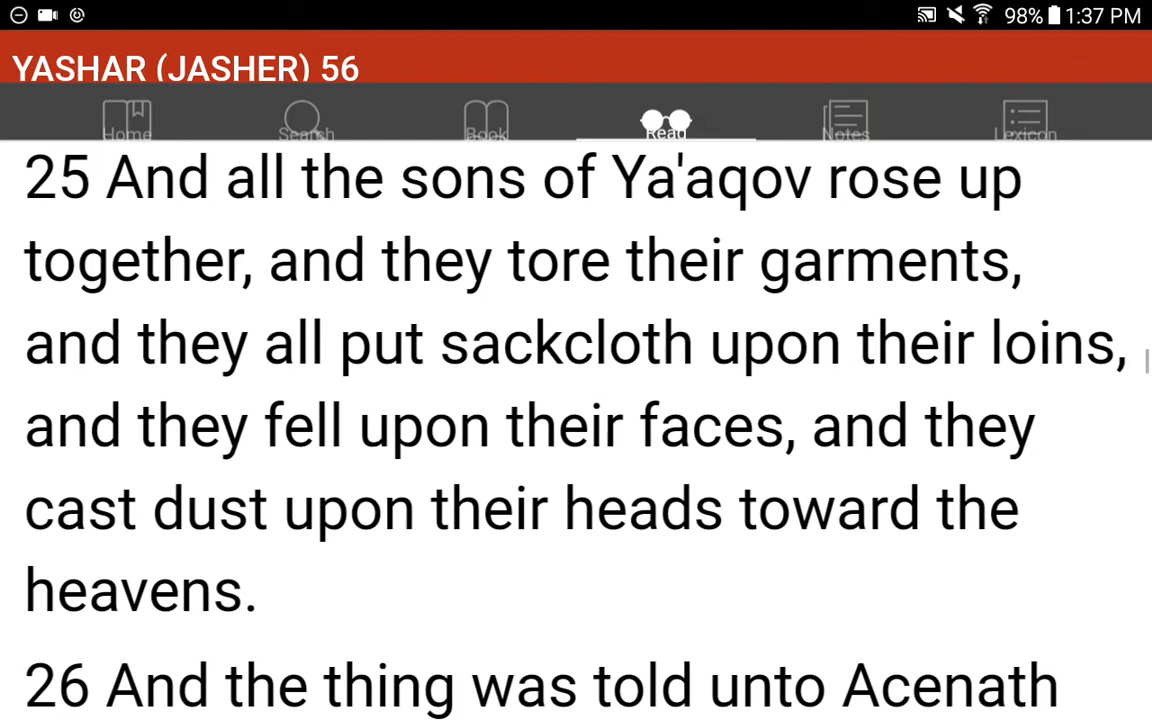 98% 1:37 PM
YASHAR (JASHER) 56
Home Search Book Read Notes Lexicon
25 And all the sons of Ya'aqov rose up
together, and they tore their garments,
and they all put sackcloth upon their loins,
and they fell upon their faces, and they
cast dust upon their heads toward the
heavens.
26 And the thing was told unto Acenath